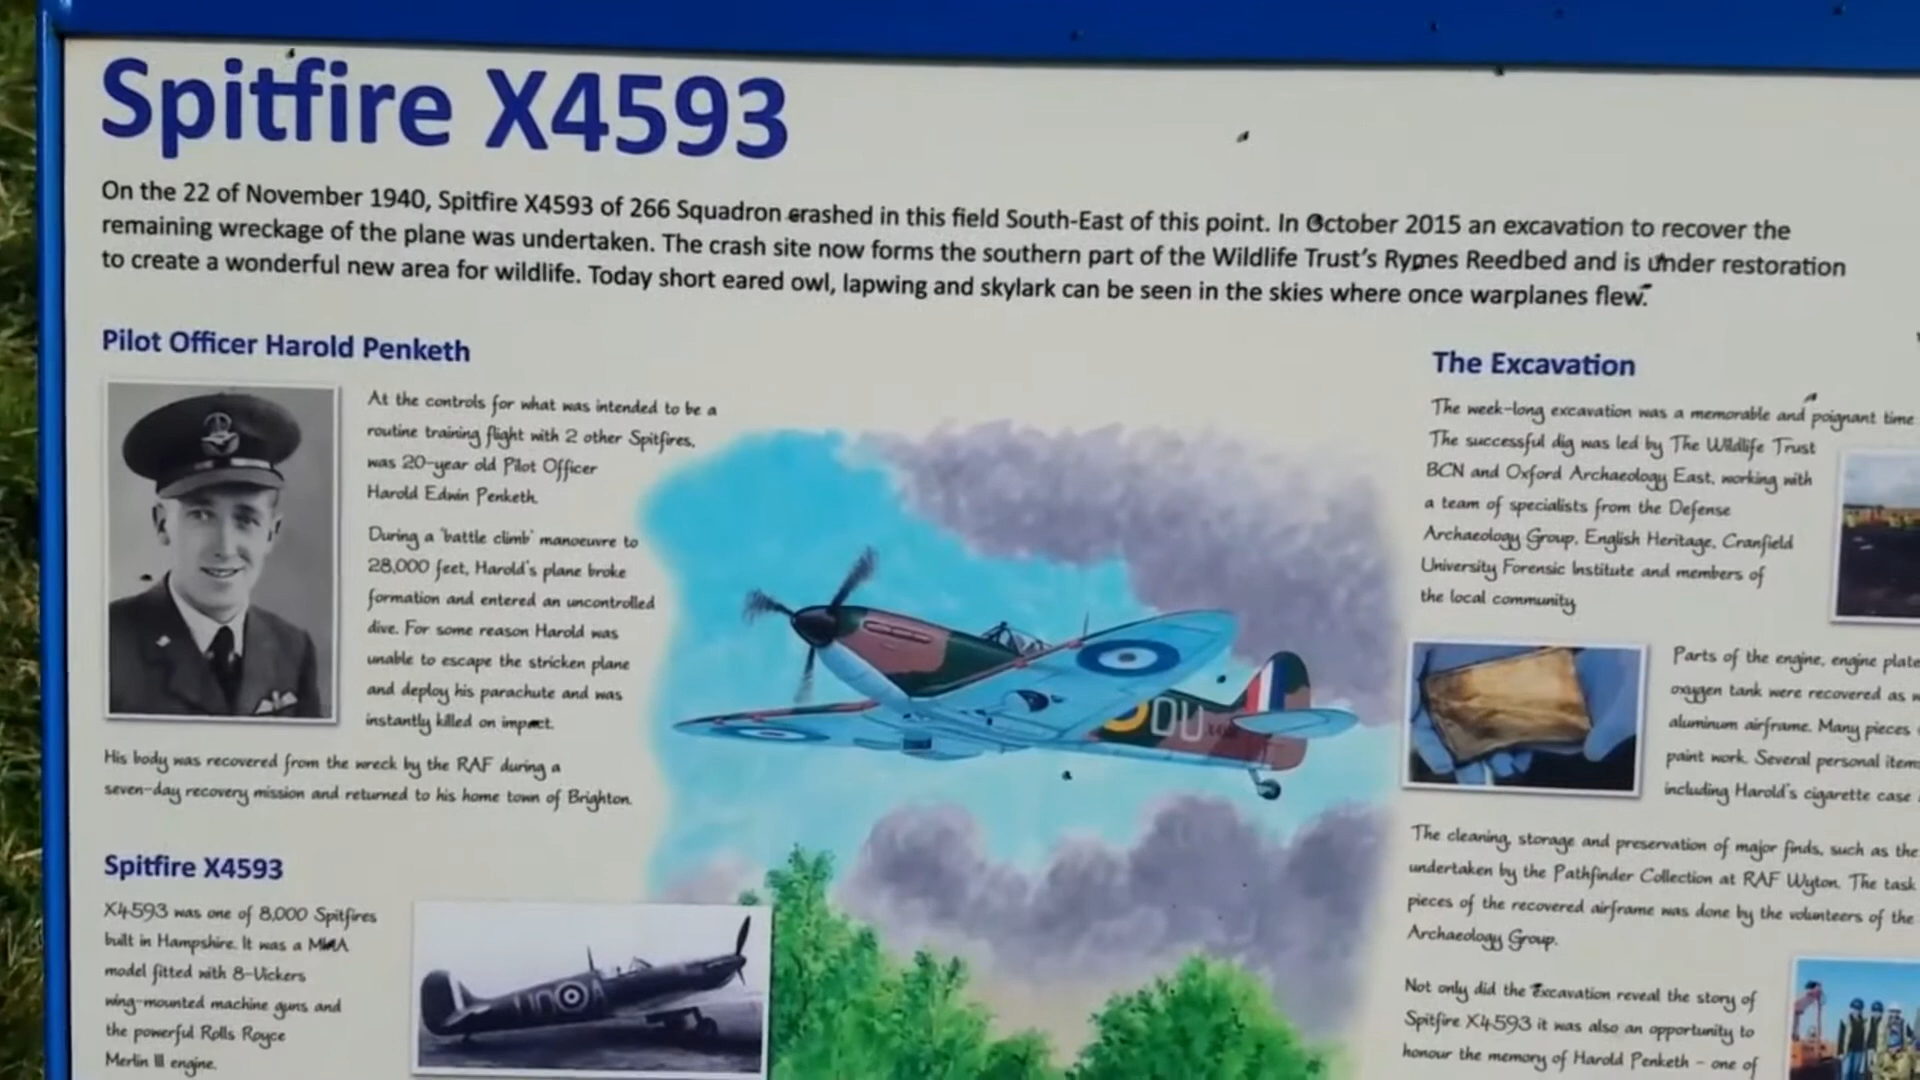 Spitfire X4593
On the 22 of November 1940, Spitfire X4593 of 266 Squadron crashed in this field South-East of this point. In October 2015 an excavation to recover the
remaining wreckage of the plane was undertaken. The crash site now forms the southern part of the Wildlife Trust's Rymes Reedbed and is under restoration
to create a wonderful new area for wildlife. Today short eared owl, lapwing and skylark can be seen in the skies where once warplanes flew.
Pilot Officer Harold Penketh
At the controls for what was intended to be a
routine training flight with 2 other Spitfires,
was 20-year old Pilot Officer
Harold Edwin Penketh.
During a 'battle climb' manoeuvre to
28,000 feet, Harold's plane broke
formation and entered an uncontrolled
dive. For some reason Harold was
unable to escape the stricken plane
and deploy his parachute and was
instantly killed on impact.
His body was recovered from the wreck by the RAF during a
seven-day recovery mission and returned to his home town of Brighton.
Spitfire X4593
X4593 was one of 8,000 Spitfires
built in Hampshire. It was a
model fitted with 8-Vickers
wing-mounted machine guns and
the powerful Rolls Royce
Merlin III engine.
UO A
OU
The Excavation
The week-long excavation was a memorable and poignant time
The successful dig was led by The Wildlife Trust
BCN and Oxford Archaeology East, working with
a team of specialists from the Defense
Archaeology Group, English Heritage, Cranfield
University Forensic Institute and members of
the local community
Parts of the engine, engine plate
oxygen tank were recovered as
aluminum airframe. Many pieces
paint work. Several personal items
including Harold's cigarette case
The cleaning, storage and preservation of major finds, such as the
undertaken by the Pathfinder Collection at RAF Wyton. The task
pieces of the recovered airframe was done by the volunteers of the
Archaeology Group.
Not only did the excavation reveal the story of
Spitfire X4593 it was also an opportunity to
honour the memory of Harold Penketh - one of